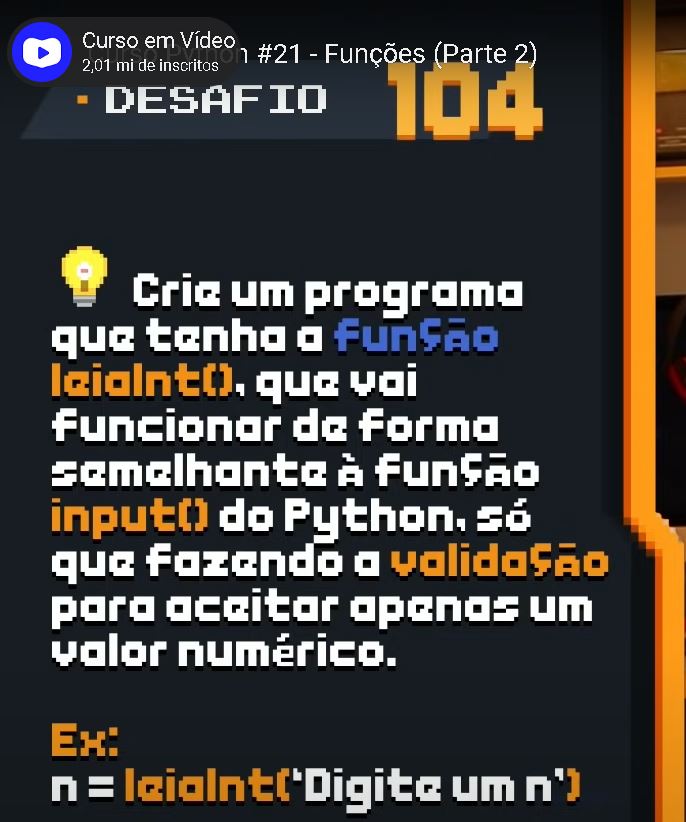 Curso em Vídeo
2,01 mi de inscritos
n #21 - Funções (Parte 2)
DESAFIO 104
Crie um programa
que tenha a função
leiaInt(), que vai
funcionar de forma
semelhante à função
input() do Python, só
que fazendo a validação
para aceitar apenas um
valor numérico.
Ex:
n = leiaInt('Digite um n')